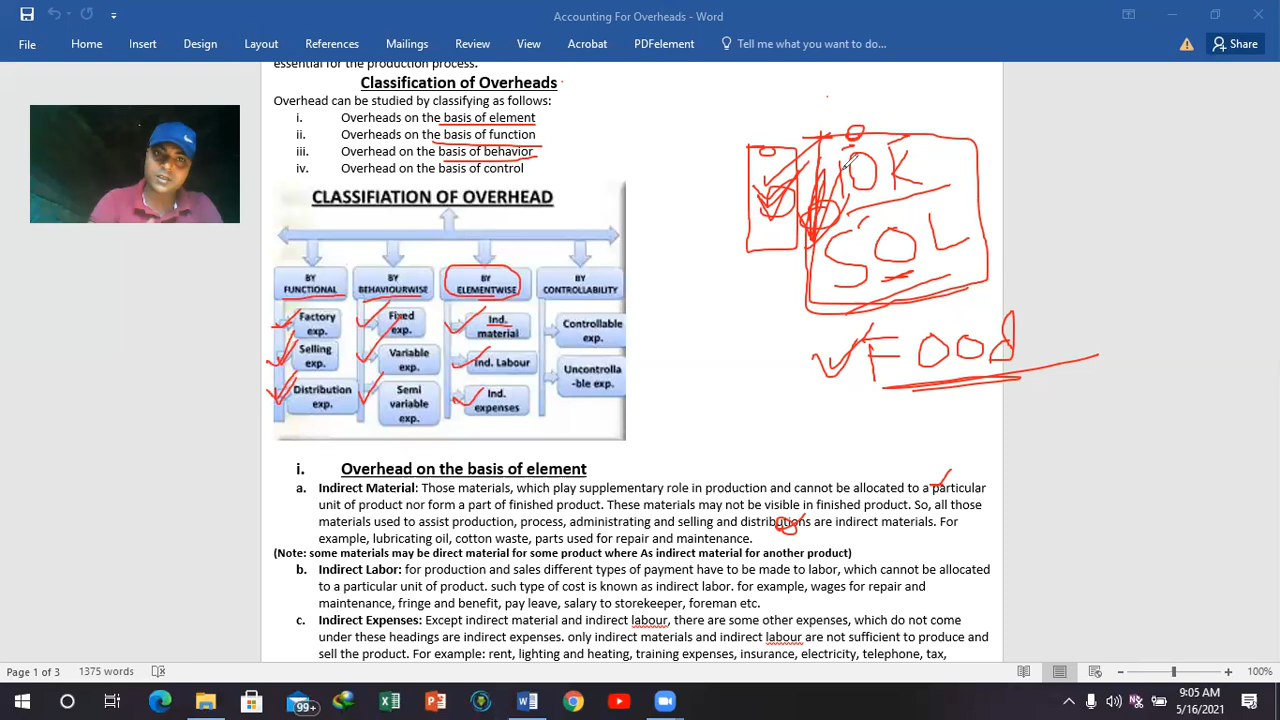 Accounting For Overheads - Word
File Home Insert Design Layout References Mailings Review View Acrobat PDFelement Tell me what you want to do... Share
essential for the production process.
Classification of Overheads
Overhead can be studied by classifying as follows:
i. Overheads on the basis of element
ii. Overheads on the basis of function
iii. Overhead on the basis of behavior
iv. Overhead on the basis of control
CLASSIFIATION OF OVERHEAD
BY FUNCTIONAL
BY BEHAVIOURWISE
BY ELEMENTWISE
BY CONTROLLABILITY
Factory exp.
Selling exp.
Distribution exp.
Fixed exp.
Variable exp.
Semi variable exp.
Ind. material
Ind. Labour
Ind. expenses
Controllable exp.
Uncontrolla -ble exp.
OK
SOL
Food
i. Overhead on the basis of element
a. Indirect Material: Those materials, which play supplementary role in production and cannot be allocated to a particular
unit of product nor form a part of finished product. These materials may not be visible in finished product. So, all those
materials used to assist production, process, administrating and selling and distributions are indirect materials. For
example, lubricating oil, cotton waste, parts used for repair and maintenance.
(Note: some materials may be direct material for some product where As indirect material for another product)
b. Indirect Labor: for production and sales different types of payment have to be made to labor, which cannot be allocated
to a particular unit of product. such type of cost is known as indirect labor. for example, wages for repair and
maintenance, fringe and benefit, pay leave, salary to storekeeper, foreman etc.
c. Indirect Expenses: Except indirect material and indirect labour, there are some other expenses, which do not come
under these headings are indirect expenses. only indirect materials and indirect labour are not sufficient to produce and
sell the product. For example: rent, lighting and heating, training expenses, insurance, electricity, telephone, tax,
Page 1 of 3 1375 words 100%
99+ 9:05 AM
5/16/2021